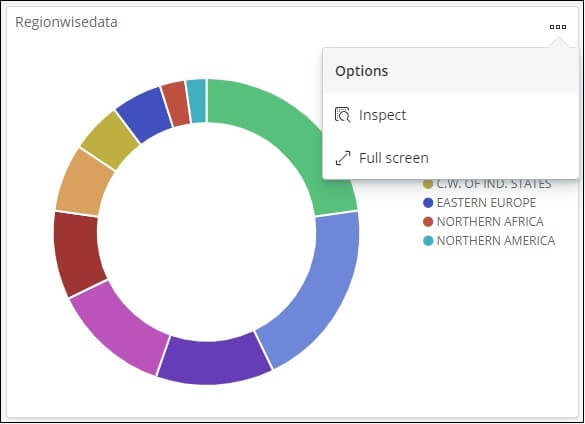 Regionwisedata
Options
Inspect
Full screen
C.W. OF IND. STATES
EASTERN EUROPE
NORTHERN AFRICA
NORTHERN AMERICA